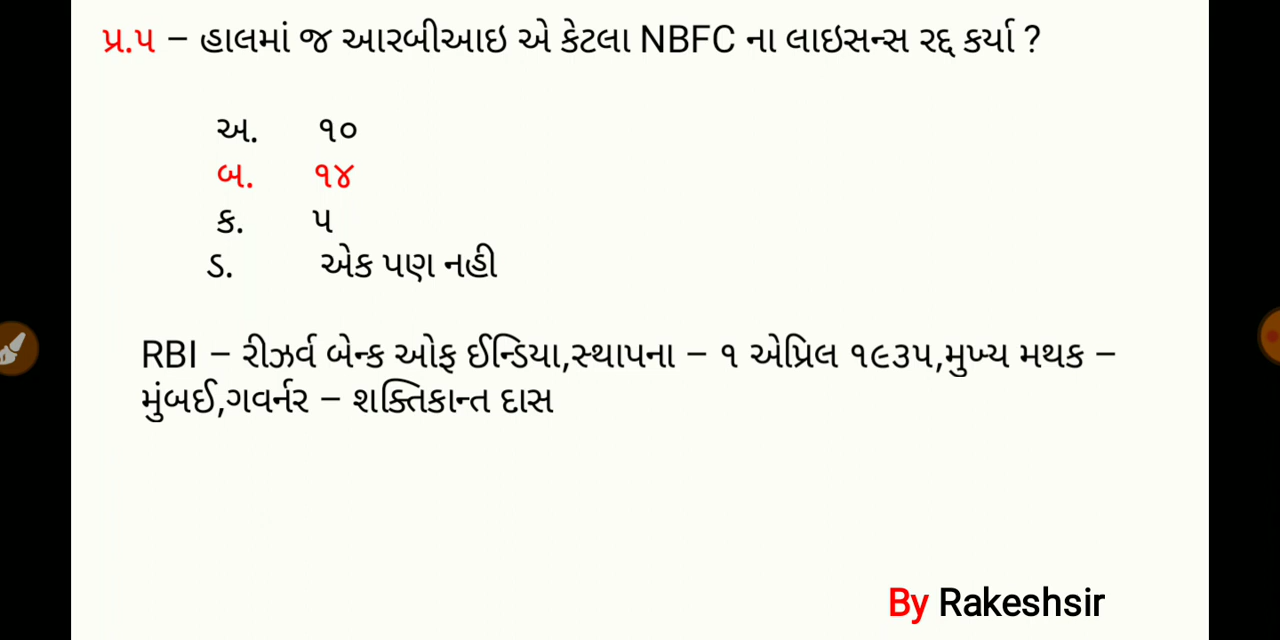 પ્ર.૫ – હાલમાં જ આરબીઆઇ એ કેટલા NBFC ના લાઇસન્સ રદ્દ કર્યા ?
અ. ૧૦
બ. ૧૪
ક. ૫
ડ. એક પણ નહી
RBI – રીઝર્વ બેન્ક ઓફ ઈન્ડિયા,સ્થાપના – ૧ એપ્રિલ ૧૯૩૫,મુખ્ય મથક –
મુંબઈ,ગવર્નર – શક્તિકાન્ત દાસ
By Rakeshsir